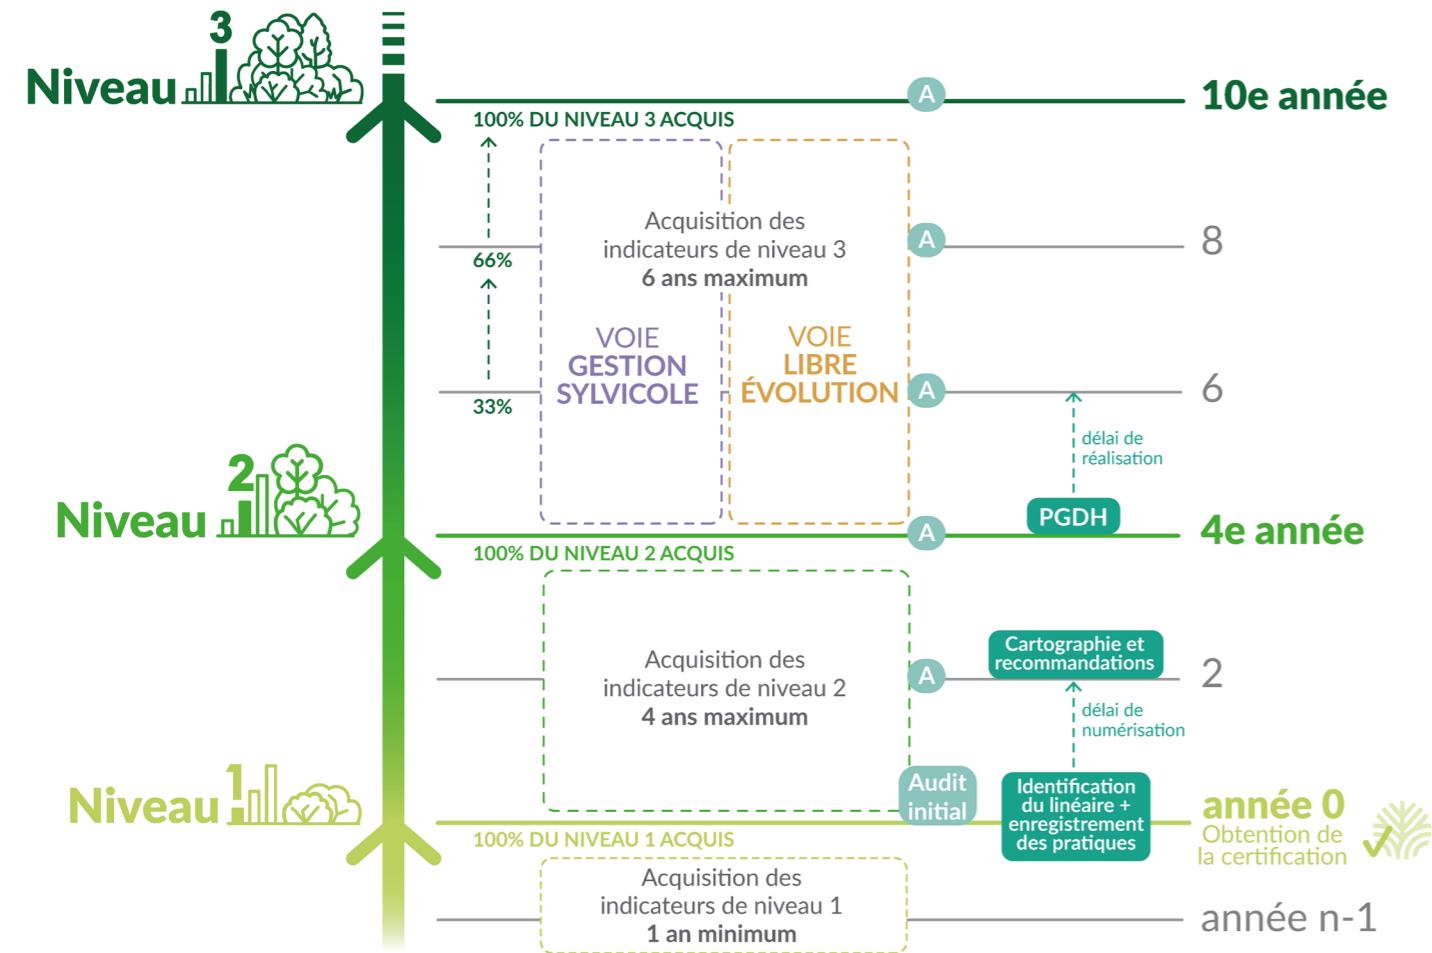 3
Niveau
A
10e année
100% DU NIVEAU 3 ACQUIS
Acquisition des
indicateurs de niveau 3
6 ans maximum
A
8
66%
VOIE
GESTION
SYLVICOLE
VOIE
LIBRE
ÉVOLUTION
A
6
33%
délai de
réalisation
2
Niveau
PGDH
A
4e année
100% DU NIVEAU 2 ACQUIS
Cartographie et
recommandations
Acquisition des
indicateurs de niveau 2
4 ans maximum
A
2
délai de
numérisation
1
Niveau
Audit
initial
Identification
du linéaire +
enregistrement
des pratiques
année 0
Obtention de
la certification
100% DU NIVEAU 1 ACQUIS
Acquisition des
indicateurs de niveau 1
1 an minimum
année n-1